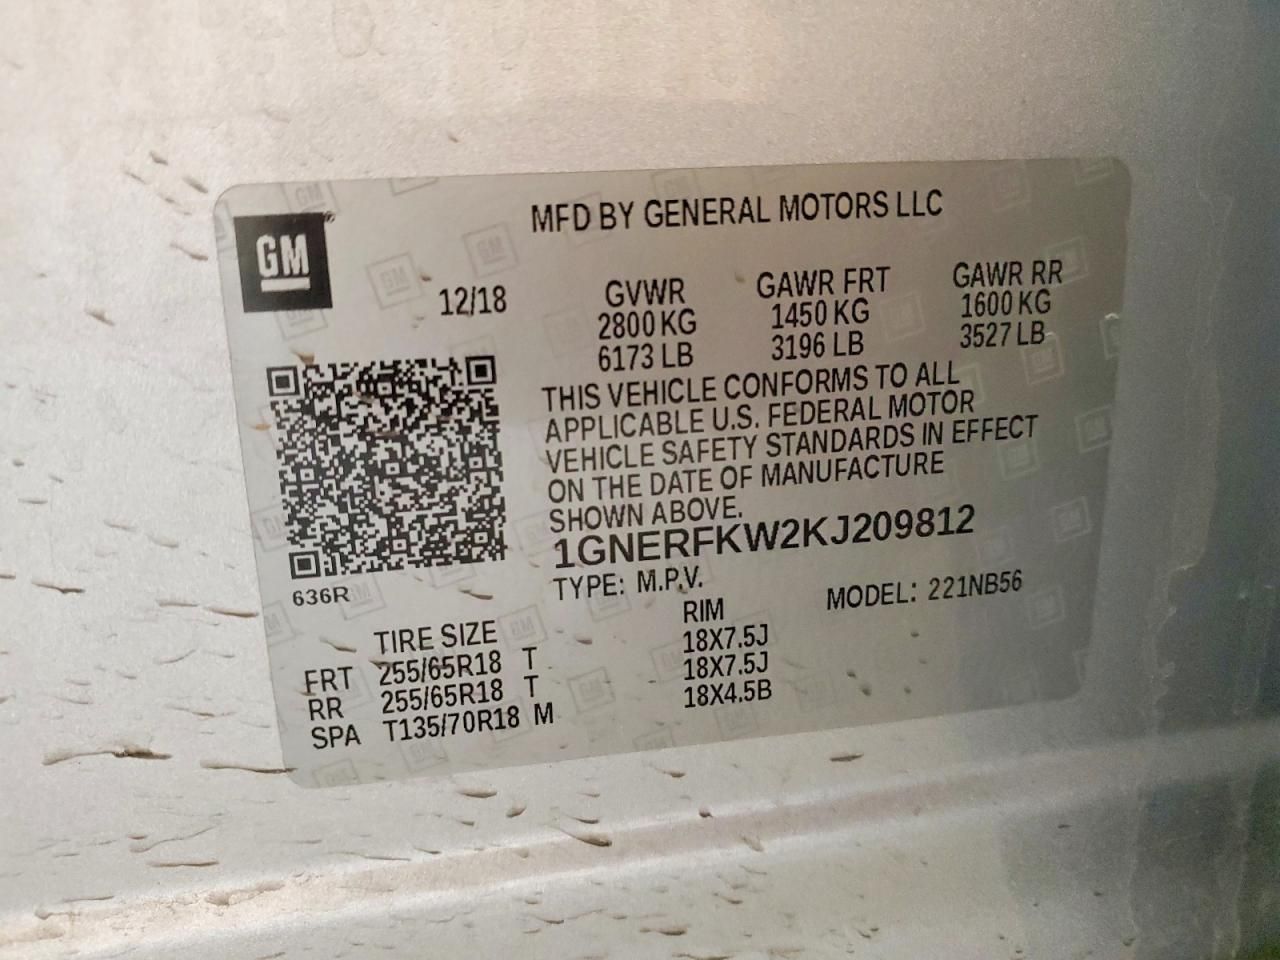 GM
MFD BY GENERAL MOTORS LLC
12/18
GVWR GAWR FRT GAWR RR
2800 KG 1450 KG 1600 KG
6173 LB 3196 LB 3527 LB
THIS VEHICLE CONFORMS TO ALL
APPLICABLE U.S. FEDERAL MOTOR
VEHICLE SAFETY STANDARDS IN EFFECT
ON THE DATE OF MANUFACTURE
SHOWN ABOVE.
1GNERFKW2KJ209812
636R
TYPE: M.P.V. MODEL: 221NB56
TIRE SIZE RIM
FRT 255/65R18 T 18X7.5J
RR 255/65R18 T 18X7.5J
SPA T135/70R18 M 18X4.5B